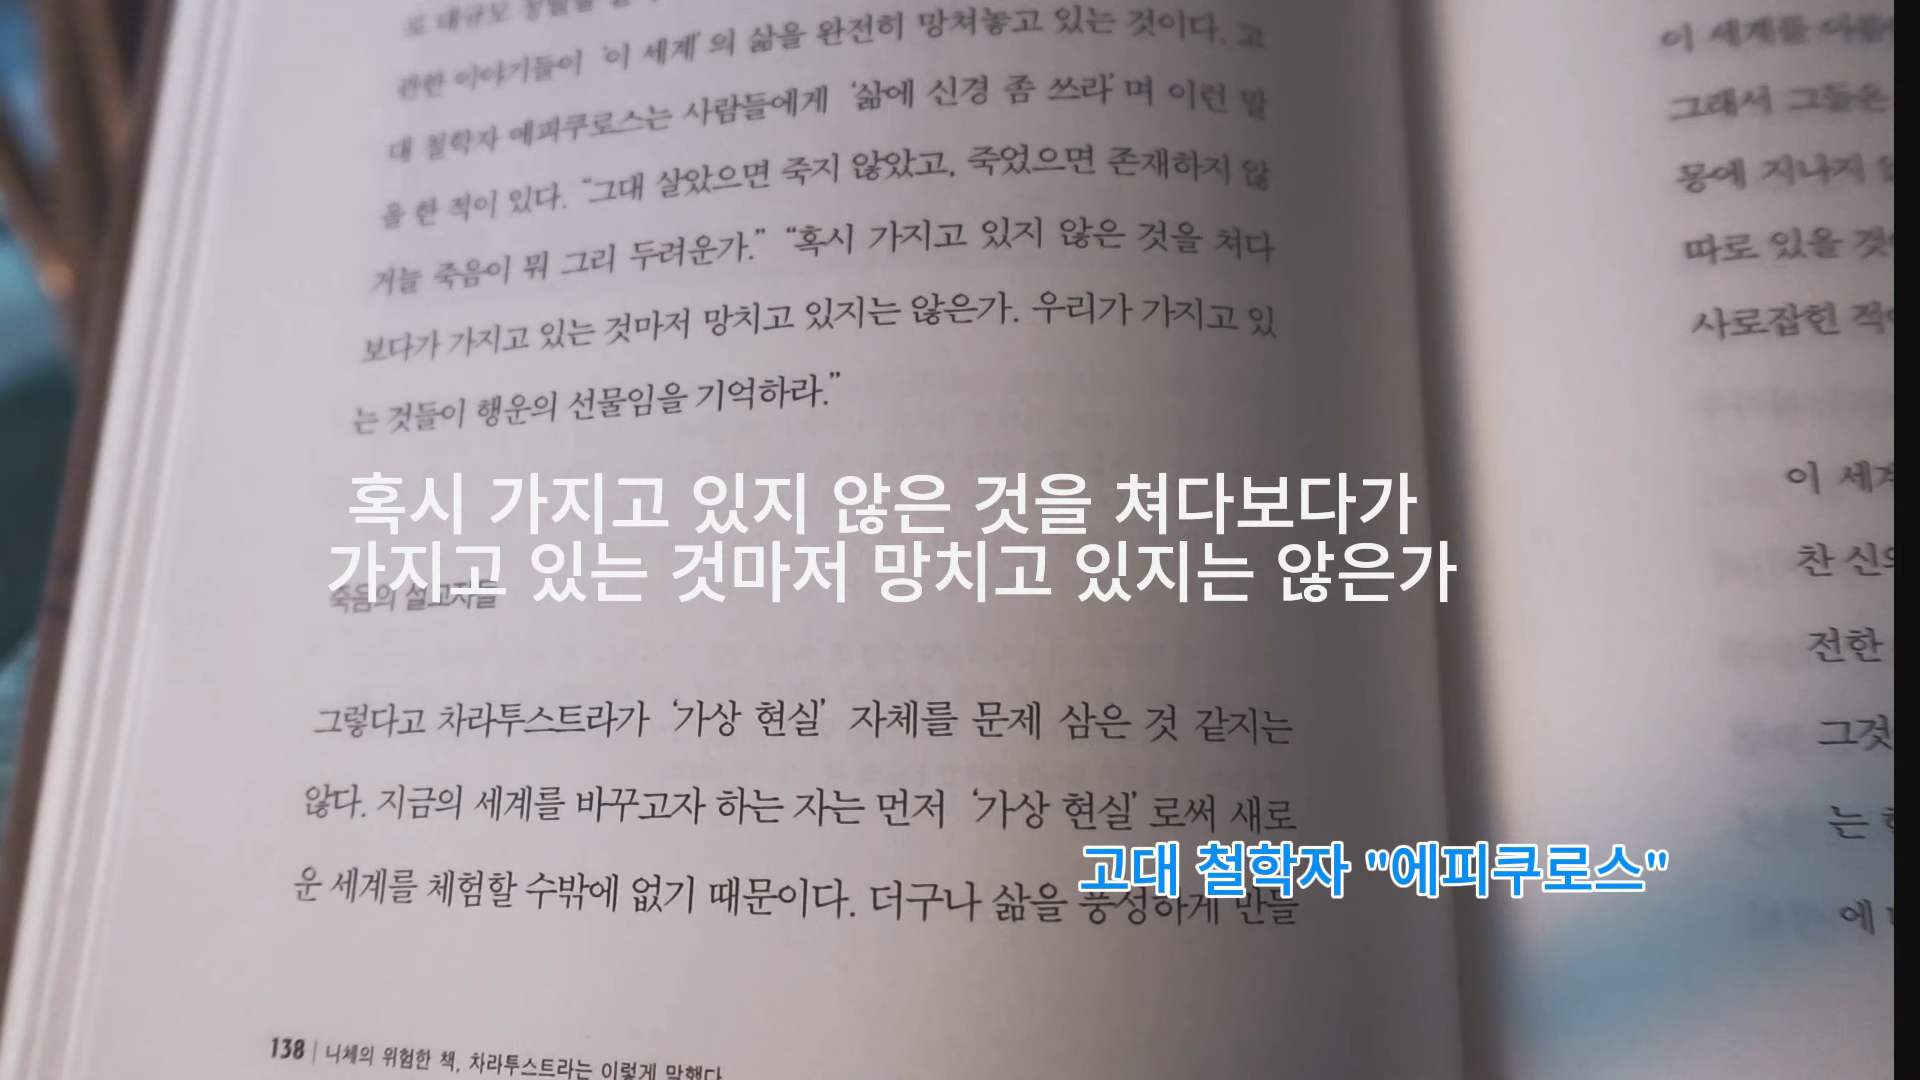 관한 이야기들이 '이 세계'의 삶을 완전히 망쳐놓고 있는 것이다. 고
대 철학자 에피쿠로스는 사람들에게 '삶에 신경 좀 쓰라'며 이런 말
을 한 적이 있다. "그대 살았으면 죽지 않았고, 죽었으면 존재하지 않
거늘 죽음이 뭐 그리 두려운가." "혹시 가지고 있지 않은 것을 쳐다
보다가 가지고 있는 것마저 망치고 있지는 않은가. 우리가 가지고 있
는 것들이 행운의 선물임을 기억하라."
혹시 가지고 있지 않은 것을 쳐다보다가
가지고 있는 것마저 망치고 있지는 않은가
죽음의 설교자들
그렇다고 차라투스트라가 '가상 현실' 자체를 문제 삼은 것 같지는
않다. 지금의 세계를 바꾸고자 하는 자는 먼저 '가상 현실'로써 새로
운 세계를 체험할 수밖에 없기 때문이다. 더구나 삶을 풍성하게 만들
고대 철학자 "에피쿠로스"
138 | 니체의 위험한 책, 차라투스트라는 이렇게 말했다
이 세계를
그래서 그들은
몽에 지나지
따로 있을
사로잡힌
이
찬
전한
는
에